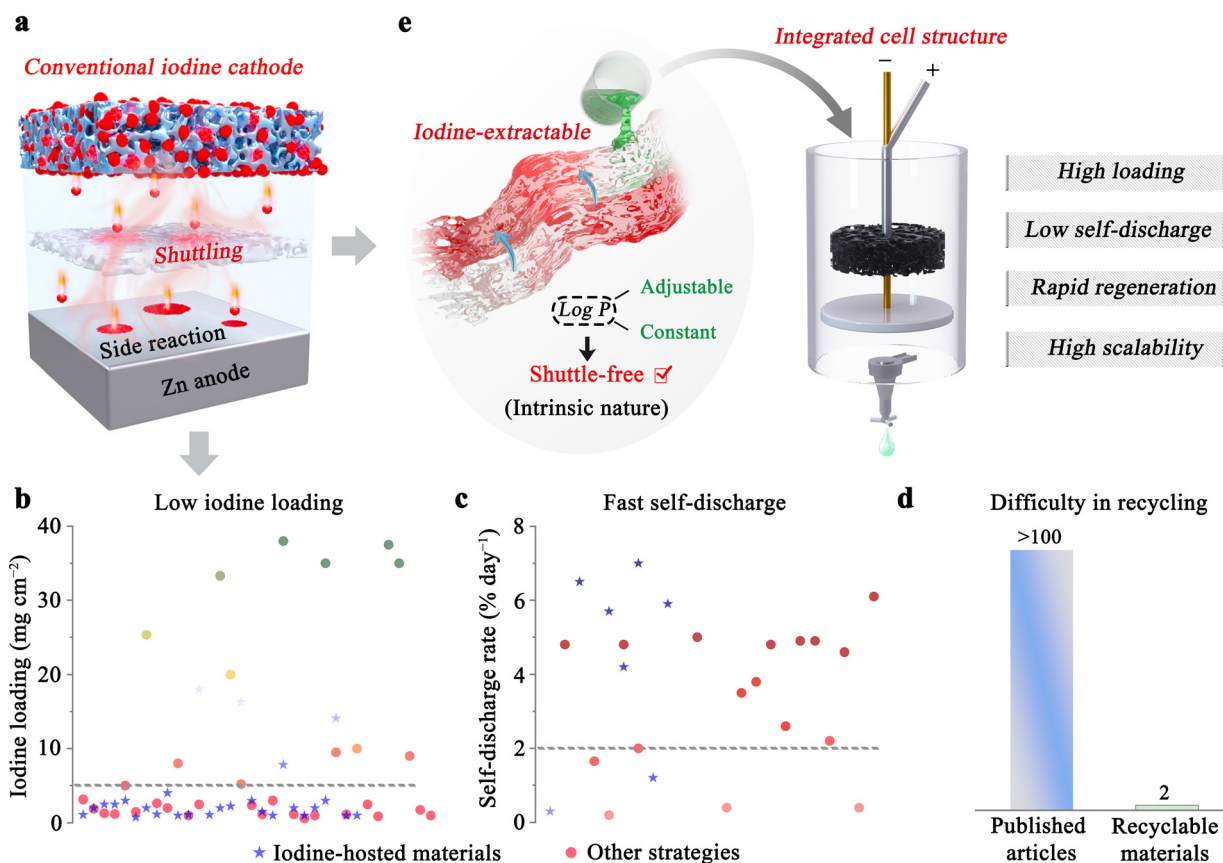 a
Conventional iodine cathode
Shuttling
Side reaction
Zn anode
e
Iodine-extractable
Log P
Adjustable
Constant
Shuttle-free
(Intrinsic nature)
Integrated cell structure
− +
High loading
Low self-discharge
Rapid regeneration
High scalability
b
Low iodine loading
Iodine loading (mg cm⁻²)
40
30
20
10
0
c
Fast self-discharge
Self-discharge rate (% day⁻¹)
8
6
4
2
0
Iodine-hosted materials
Other strategies
d
Difficulty in recycling
>100
2
Published
articles
Recyclable
materials